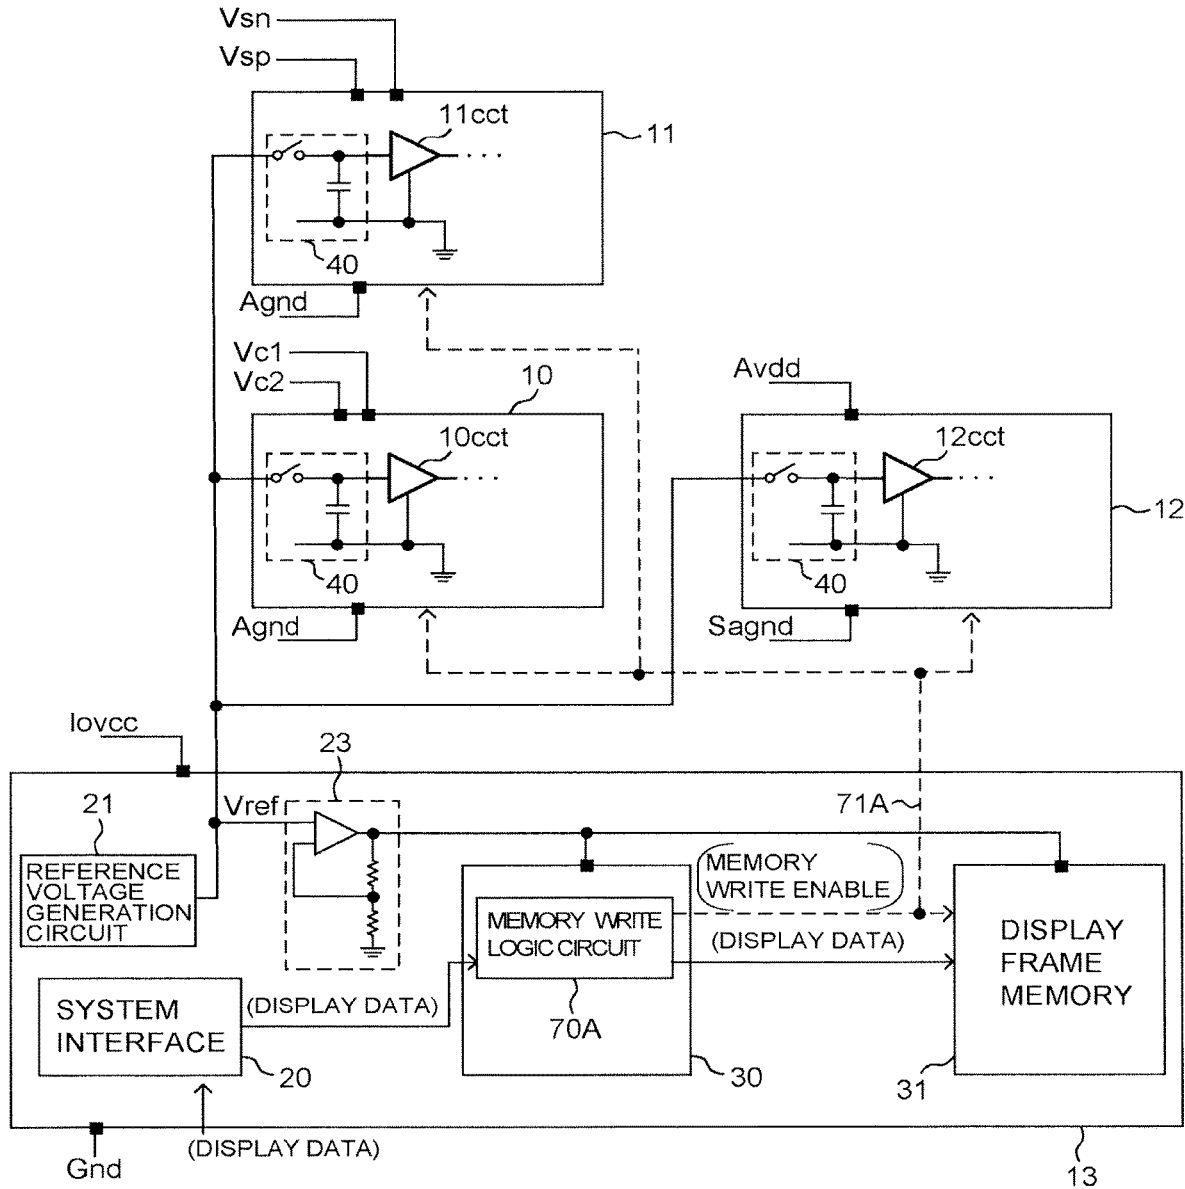 Vsn
Vsp
11cct
11
40
Agnd
Vc1
Vc2
10
10cct
40
Agnd
Avdd
12cct
12
40
Sagnd
Iovcc
23
71A
21
Vref
REFERENCE
VOLTAGE
GENERATION
CIRCUIT
MEMORY
WRITE ENABLE
MEMORY WRITE
LOGIC CIRCUIT
(DISPLAY DATA)
DISPLAY
FRAME
MEMORY
SYSTEM
INTERFACE
(DISPLAY DATA)
70A
20
30
31
(DISPLAY DATA)
Gnd
13